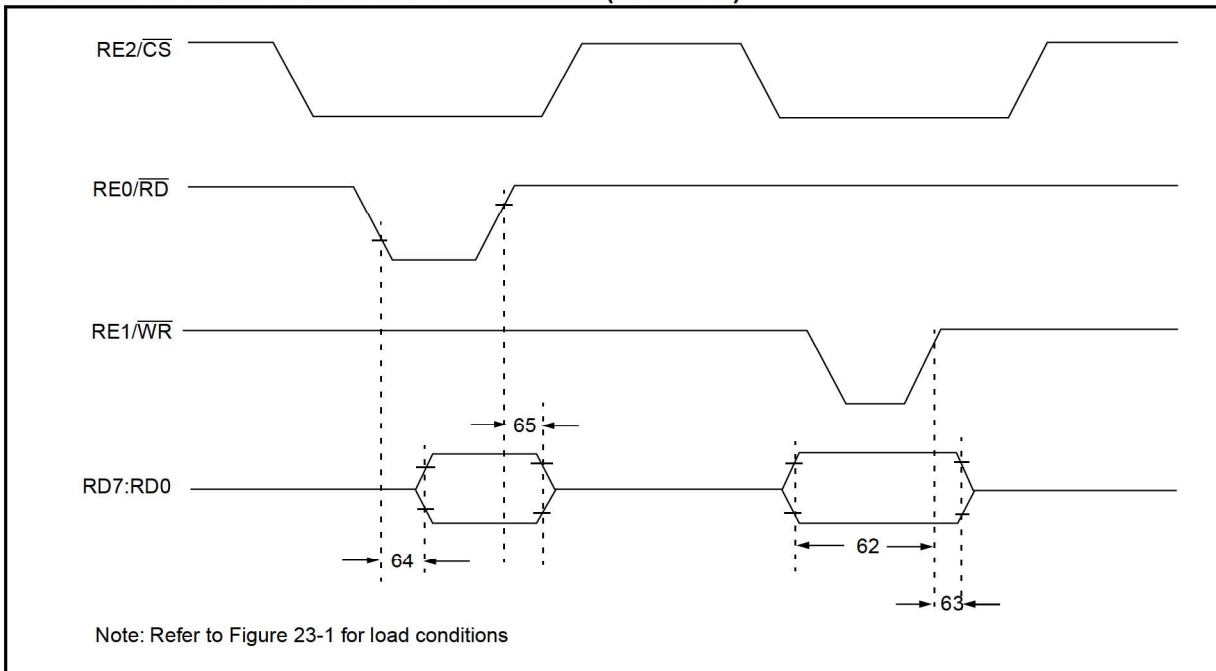 RE2/CS
RE0/RD
RE1/WR
65
RD7:RD0
62
64
63
Note: Refer to Figure 23-1 for load conditions